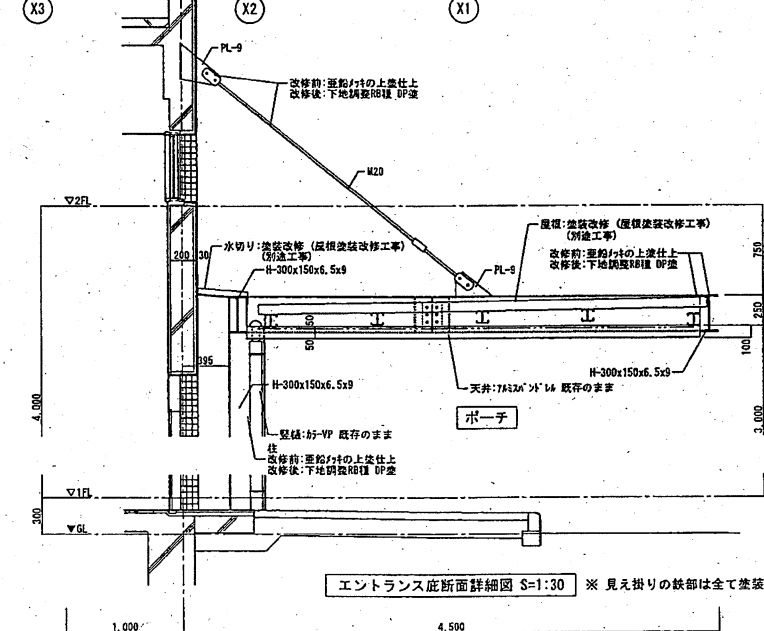 X3
X2
X1
PL-9
改修前:亜鉛メッキの上塗仕上
改修後:下地調整RB種 DP塗
M20
▽2FL
水切り:塗装改修 (屋根塗装改修工事)
(別途工事)
200
30
H-300x150x6.5x9
屋根:塗装改修 (屋根塗装改修工事)
(別途工事)
改修前:亜鉛メッキの上塗仕上
改修後:下地調整RB種 DP塗
PL-9
750
250
50
50
100
395
H-300x150x6.5x9
H-300x150x6.5x9
天井:アルミスパンドレル 既存のまま
ポーチ
4,000
3,000
竪樋:カラーVP 既存のまま
柱
改修前:亜鉛メッキの上塗仕上
改修後:下地調整RB種 DP塗
▽1FL
300
▼GL
エントランス庇断面詳細図 S=1:30
※ 見え掛りの鉄部は全て塗装
1,000
4,500